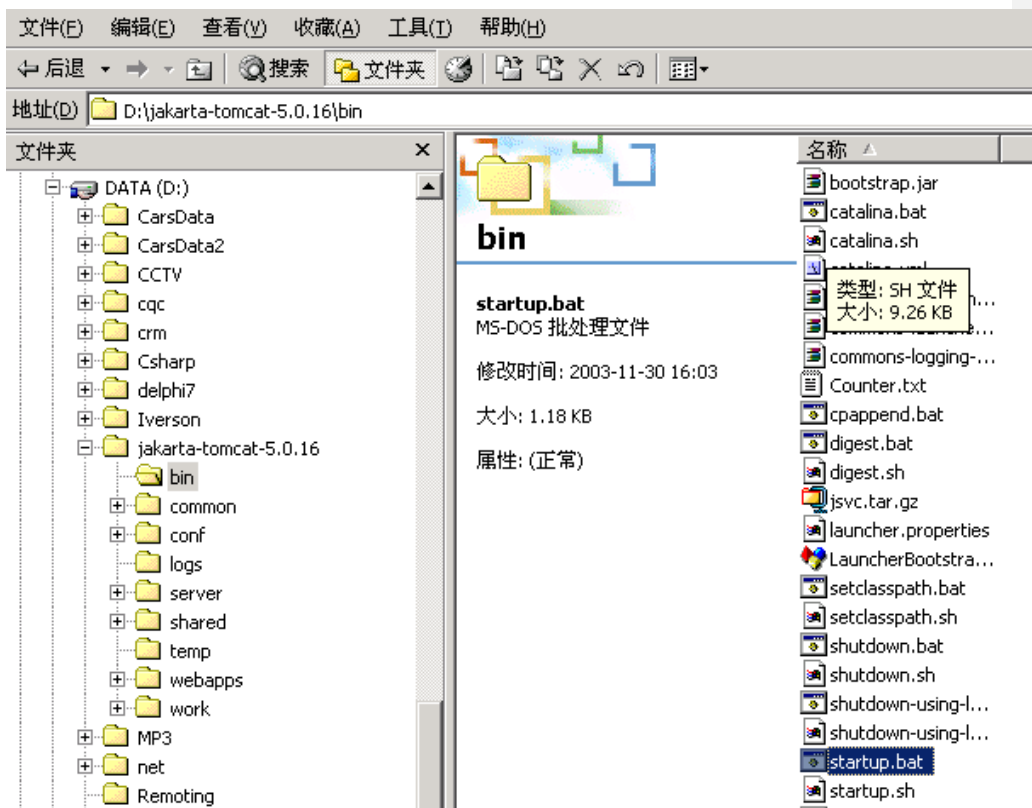 文件(F) 编辑(E) 查看(V) 收藏(A) 工具(T) 帮助(H)
后退 搜索 文件夹
地址(D) D:\jakarta-tomcat-5.0.16\bin
文件夹
DATA (D:)
CarsData
CarsData2
CCTV
cqc
crm
Csharp
delphi7
Iverson
jakarta-tomcat-5.0.16
bin
common
conf
logs
server
shared
temp
webapps
work
MP3
net
Remoting
bin
startup.bat
MS-DOS 批处理文件
修改时间: 2003-11-30 16:03
大小: 1.18 KB
属性: (正常)
名称
bootstrap.jar
catalina.bat
catalina.sh
类型: SH 文件
大小: 9.26 KB
commons-logging-...
Counter.txt
cpappend.bat
digest.bat
digest.sh
jsvc.tar.gz
launcher.properties
LauncherBootstra...
setclasspath.bat
setclasspath.sh
shutdown.bat
shutdown.sh
shutdown-using-l...
shutdown-using-l...
startup.bat
startup.sh